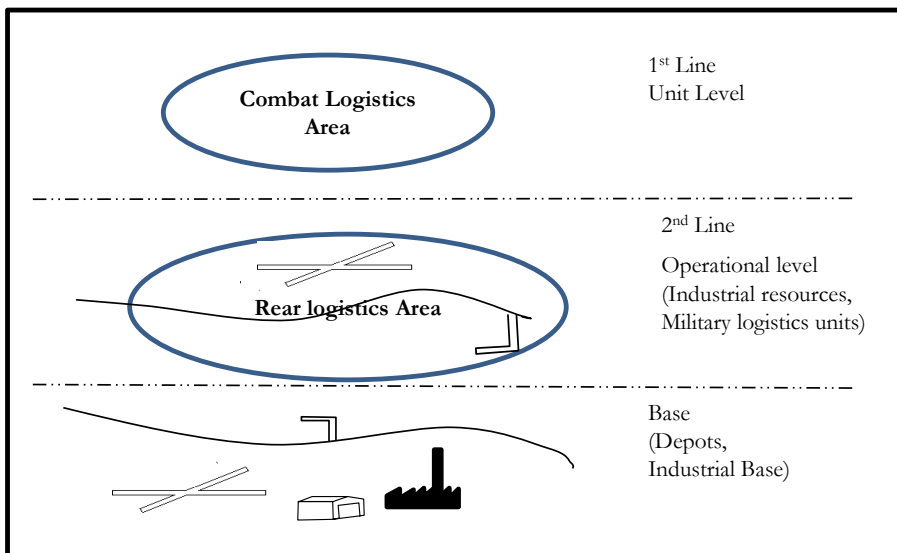 Combat Logistics
Area
1st Line
Unit Level
2nd Line
Operational level
(Industrial resources,
Military logistics units)
Rear logistics Area
Base
(Depots,
Industrial Base)